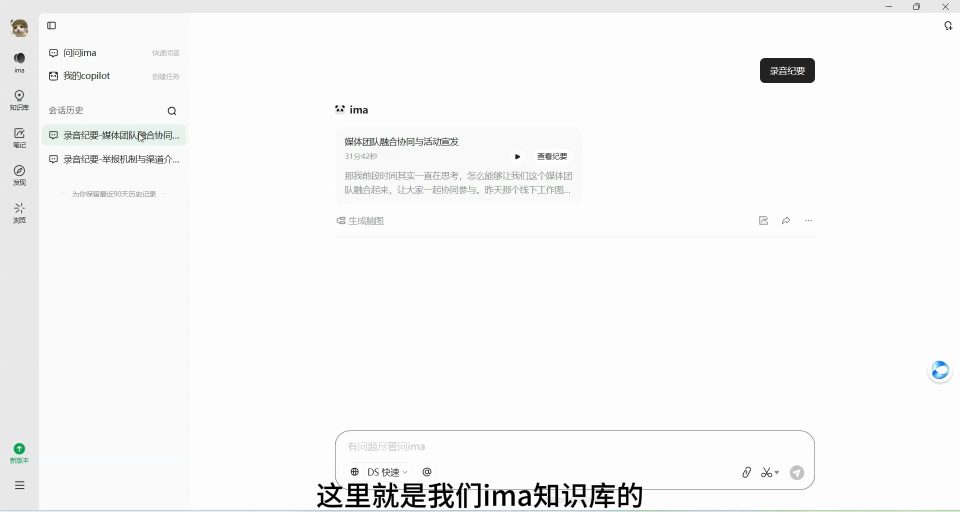 ima
知识库
笔记
发现
浏览
新版本
问问ima 快速问答
我的copilot 创建任务
会话历史
录音纪要-媒体团队融合协同...
录音纪要-举报机制与渠道介...
为你保留最近90天历史记录
录音纪要
ima
媒体团队融合协同与活动宣发
31分42秒
查看纪要
那我前段时间其实一直在思考，怎么能够让我们这个媒体团
队融合起来，让大家一起协同参与。昨天那个线下工作图...
生成脑图
有问题尽管问ima
DS 快速
@
这里就是我们ima知识库的